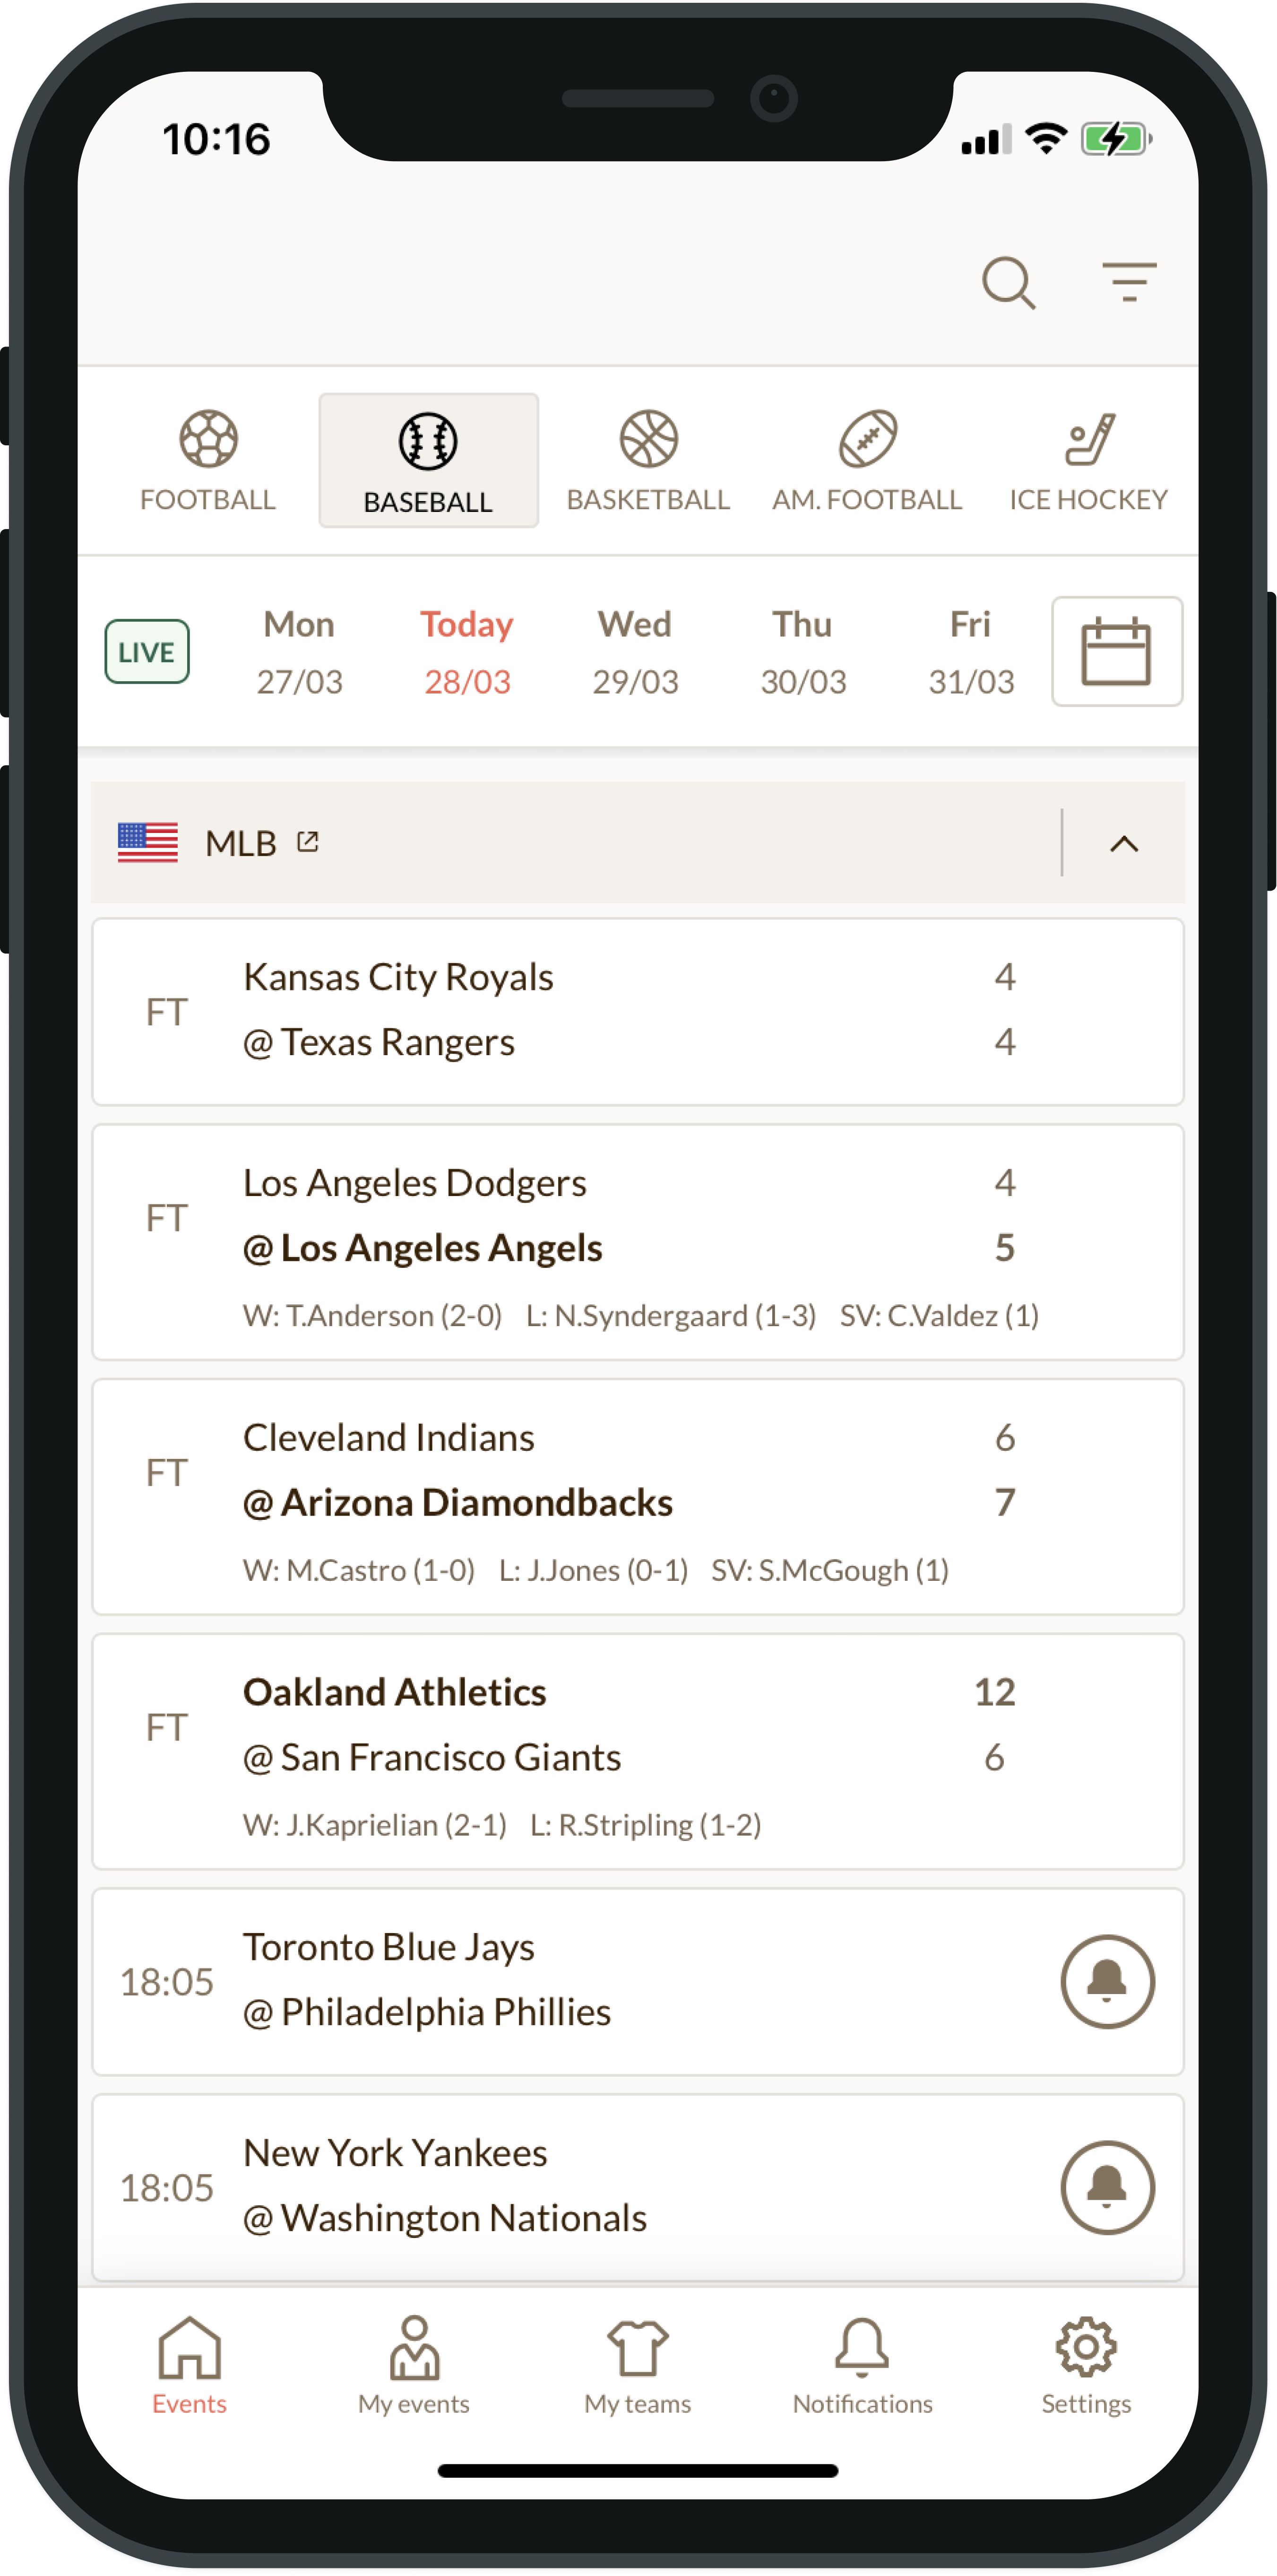 10:16
FOOTBALL BASEBALL BASKETBALL AM. FOOTBALL ICE HOCKEY
LIVE Mon Today Wed Thu Fri
27/03 28/03 29/03 30/03 31/03
MLB
Kansas City Royals 4
FT
@ Texas Rangers 4
Los Angeles Dodgers 4
FT
@ Los Angeles Angels 5
W: T.Anderson (2-0) L: N.Syndergaard (1-3) SV: C.Valdez (1)
Cleveland Indians 6
FT
@ Arizona Diamondbacks 7
W: M.Castro (1-0) L: J.Jones (0-1) SV: S.McGough (1)
Oakland Athletics 12
FT
@ San Francisco Giants 6
W: J.Kaprielian (2-1) L: R.Stripling (1-2)
Toronto Blue Jays
18:05
@ Philadelphia Phillies
New York Yankees
18:05
@ Washington Nationals
Events My events My teams Notifications Settings